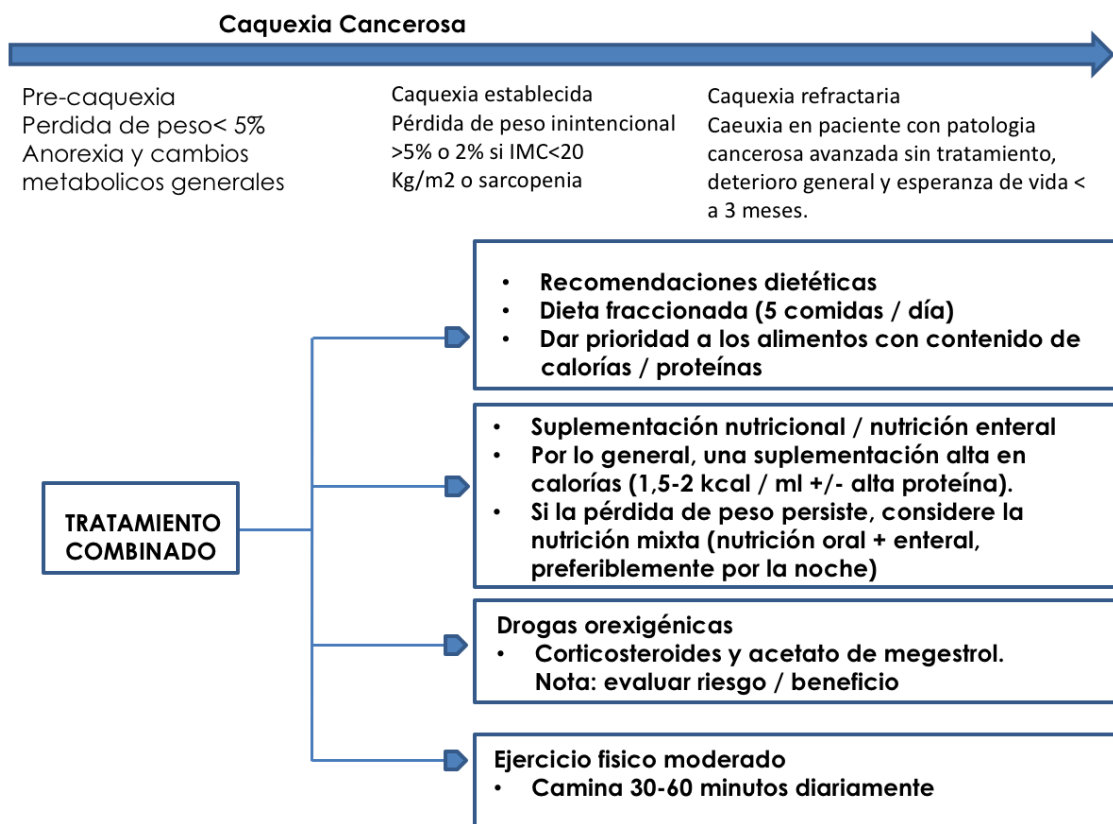 Caquexia Cancerosa
Pre-caquexia
Perdida de peso< 5%
Anorexia y cambios
metabolicos generales
Caquexia establecida
Pérdida de peso inintencional
>5% o 2% si IMC<20
Kg/m2 o sarcopenia
Caquexia refractaria
Caeuxia en paciente con patologia
cancerosa avanzada sin tratamiento,
deterioro general y esperanza de vida <
a 3 meses.
TRATAMIENTO
COMBINADO
• Recomendaciones dietéticas
• Dieta fraccionada (5 comidas / día)
• Dar prioridad a los alimentos con contenido de
calorías / proteínas
• Suplementación nutricional / nutrición enteral
• Por lo general, una suplementación alta en
calorías (1,5-2 kcal / ml +/- alta proteína).
• Si la pérdida de peso persiste, considere la
nutrición mixta (nutrición oral + enteral,
preferiblemente por la noche)
Drogas orexigénicas
• Corticosteroides y acetato de megestrol.
Nota: evaluar riesgo / beneficio
Ejercicio fisico moderado
• Camina 30-60 minutos diariamente